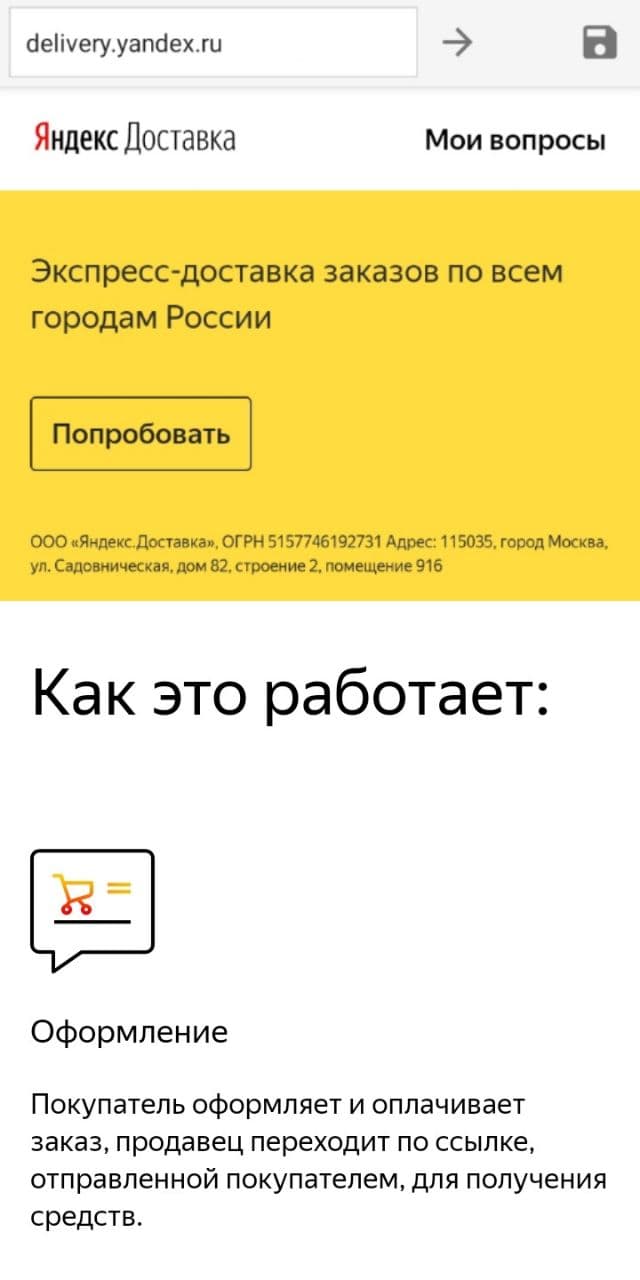 delivery.yandex.ru
Яндекс Доставка
Мои вопросы
Экспресс-доставка заказов по всем
городам России
Попробовать
ООО «Яндекс.Доставка», ОГРН 5157746192731 Адрес: 115035, город Москва,
ул. Садовническая, дом 82, строение 2, помещение 916
Как это работает:
Оформление
Покупатель оформляет и оплачивает
заказ, продавец переходит по ссылке,
отправленной покупателем, для получения
средств.